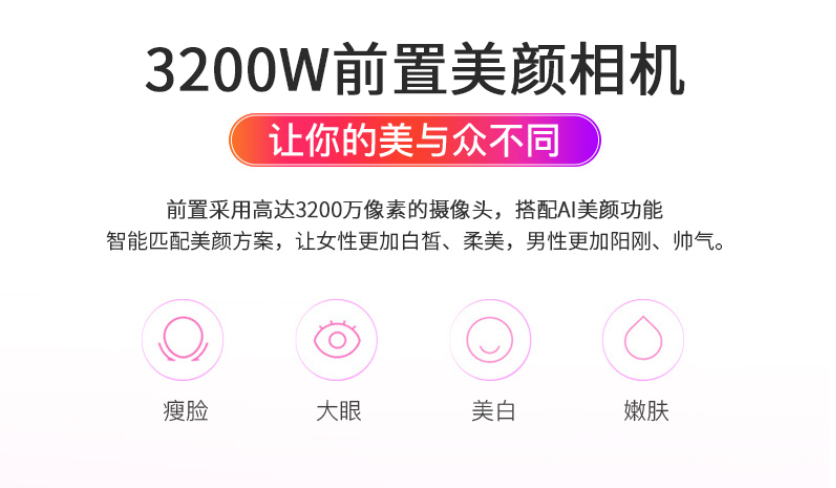 3200W前置美颜相机
让你的美与众不同
前置采用高达3200万像素的摄像头，搭配AI美颜功能
智能匹配美颜方案，让女性更加白皙、柔美，男性更加阳刚、帅气。
瘦脸
大眼
美白
嫩肤